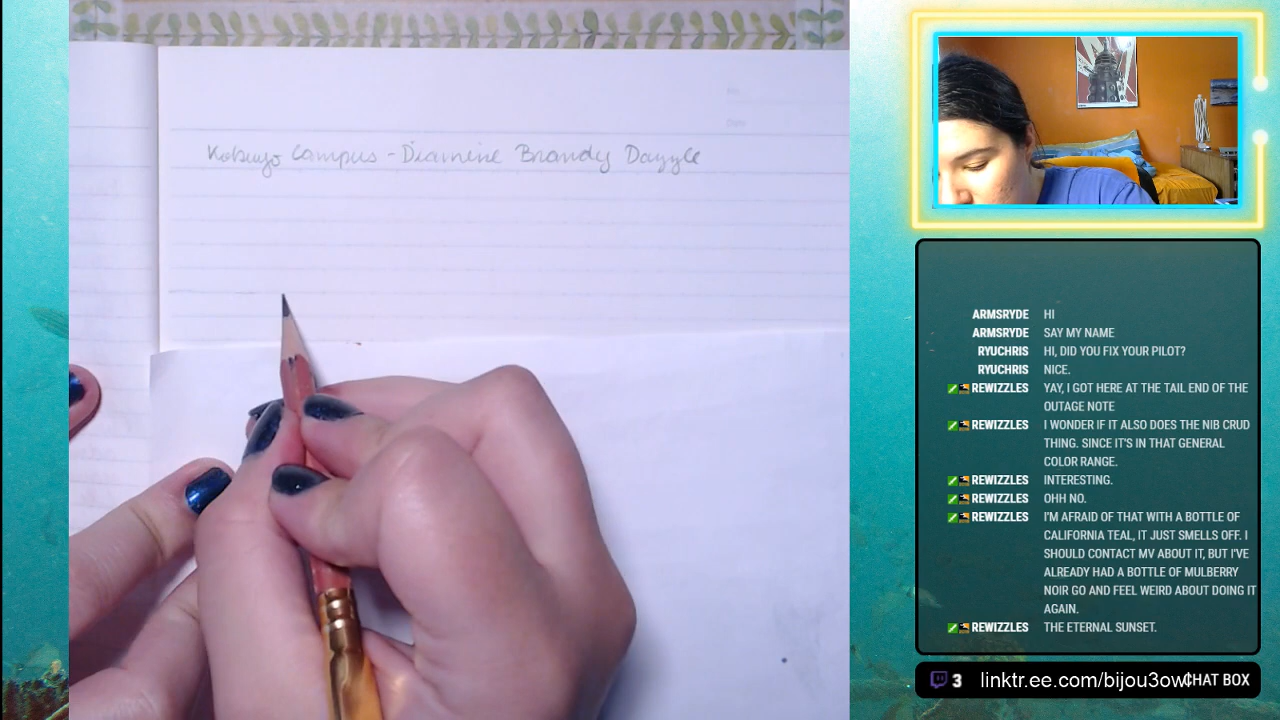 Kokuyo Campus - Diamine Brandy Dazzle
ARMSRYDE HI
ARMSRYDE SAY MY NAME
RYUCHRIS HI, DID YOU FIX YOUR PILOT?
RYUCHRIS NICE.
REWIZZLES YAY, I GOT HERE AT THE TAIL END OF THE
OUTAGE NOTE
REWIZZLES I WONDER IF IT ALSO DOES THE NIB CRUD
THING. SINCE IT'S IN THAT GENERAL
COLOR RANGE.
REWIZZLES INTERESTING.
REWIZZLES OHH NO.
REWIZZLES I'M AFRAID OF THAT WITH A BOTTLE OF
CALIFORNIA TEAL, IT JUST SMELLS OFF. I
SHOULD CONTACT MV ABOUT IT, BUT I'VE
ALREADY HAD A BOTTLE OF MULBERRY
NOIR GO AND FEEL WEIRD ABOUT DOING IT
AGAIN.
REWIZZLES THE ETERNAL SUNSET.
3 linktr.ee.com/bijou3owl CHAT BOX